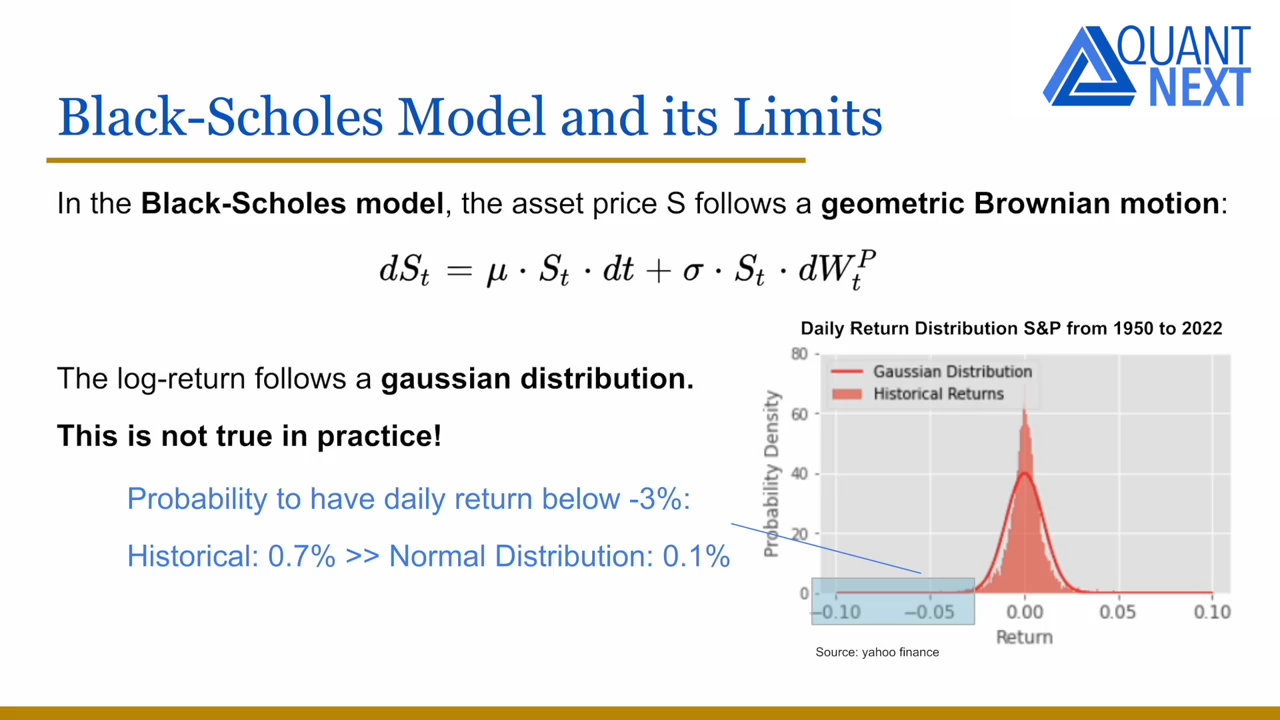 QUANT
NEXT
Black-Scholes Model and its Limits
In the Black-Scholes model, the asset price S follows a geometric Brownian motion:
dS_t = μ · S_t · dt + σ · S_t · dW_t^P
The log-return follows a gaussian distribution.
This is not true in practice!
Probability to have daily return below -3%:
Historical: 0.7% >> Normal Distribution: 0.1%
Daily Return Distribution S&P from 1950 to 2022
Gaussian Distribution
Historical Returns
Probability Density
80
60
40
20
0
−0.10 −0.05 0.00 0.05 0.10
Return
Source: yahoo finance